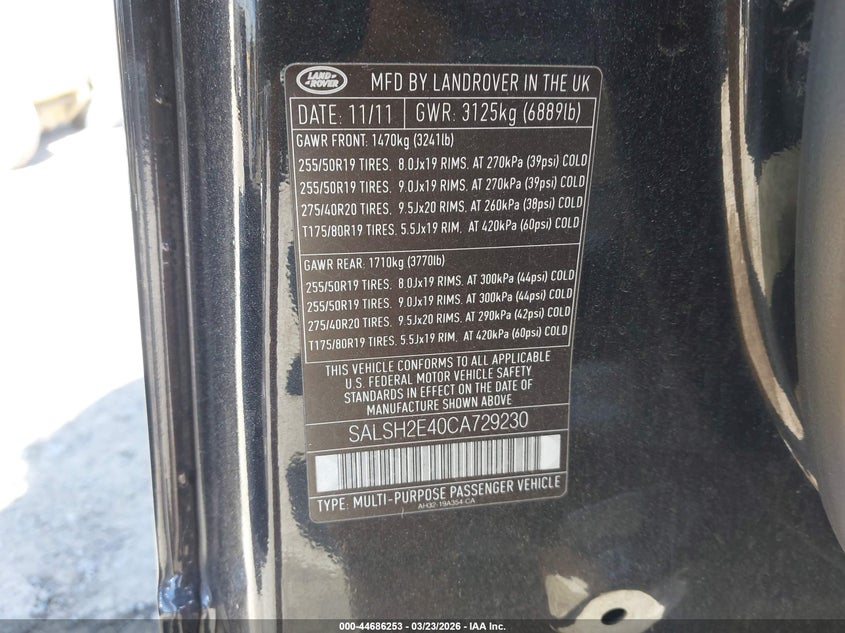 LAND ROVER
MFD BY LANDROVER IN THE UK
DATE: 11/11 GWR: 3125kg (6889lb)
GAWR FRONT: 1470kg (3241lb)
255/50R19 TIRES. 8.0Jx19 RIMS. AT 270kPa (39psi) COLD
255/50R19 TIRES. 9.0Jx19 RIMS. AT 270kPa (39psi) COLD
275/40R20 TIRES. 9.5Jx20 RIMS. AT 260kPa (38psi) COLD
T175/80R19 TIRES. 5.5Jx19 RIM. AT 420kPa (60psi) COLD
GAWR REAR: 1710kg (3770lb)
255/50R19 TIRES. 8.0Jx19 RIMS. AT 300kPa (44psi) COLD
255/50R19 TIRES. 9.0Jx19 RIMS. AT 300kPa (44psi) COLD
275/40R20 TIRES. 9.5Jx20 RIMS. AT 290kPa (42psi) COLD
T175/80R19 TIRES. 5.5Jx19 RIM. AT 420kPa (60psi) COLD
THIS VEHICLE CONFORMS TO ALL APPLICABLE
U.S. FEDERAL MOTOR VEHICLE SAFETY
STANDARDS IN EFFECT ON THE DATE OF
MANUFACTURE SHOWN ABOVE
SALSH2E40CA729230
TYPE: MULTI-PURPOSE PASSENGER VEHICLE
AH32-19A354-CA
000-44686253 — 03/23/2026 — IAA Inc.